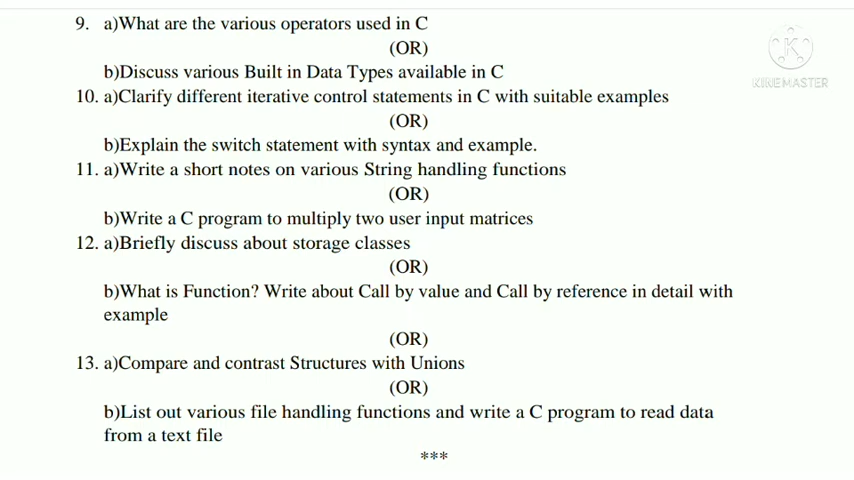 9. a)What are the various operators used in C
(OR)
b)Discuss various Built in Data Types available in C
10. a)Clarify different iterative control statements in C with suitable examples
(OR)
b)Explain the switch statement with syntax and example.
11. a)Write a short notes on various String handling functions
(OR)
b)Write a C program to multiply two user input matrices
12. a)Briefly discuss about storage classes
(OR)
b)What is Function? Write about Call by value and Call by reference in detail with
example
(OR)
13. a)Compare and contrast Structures with Unions
(OR)
b)List out various file handling functions and write a C program to read data
from a text file
***
K
KINEMASTER